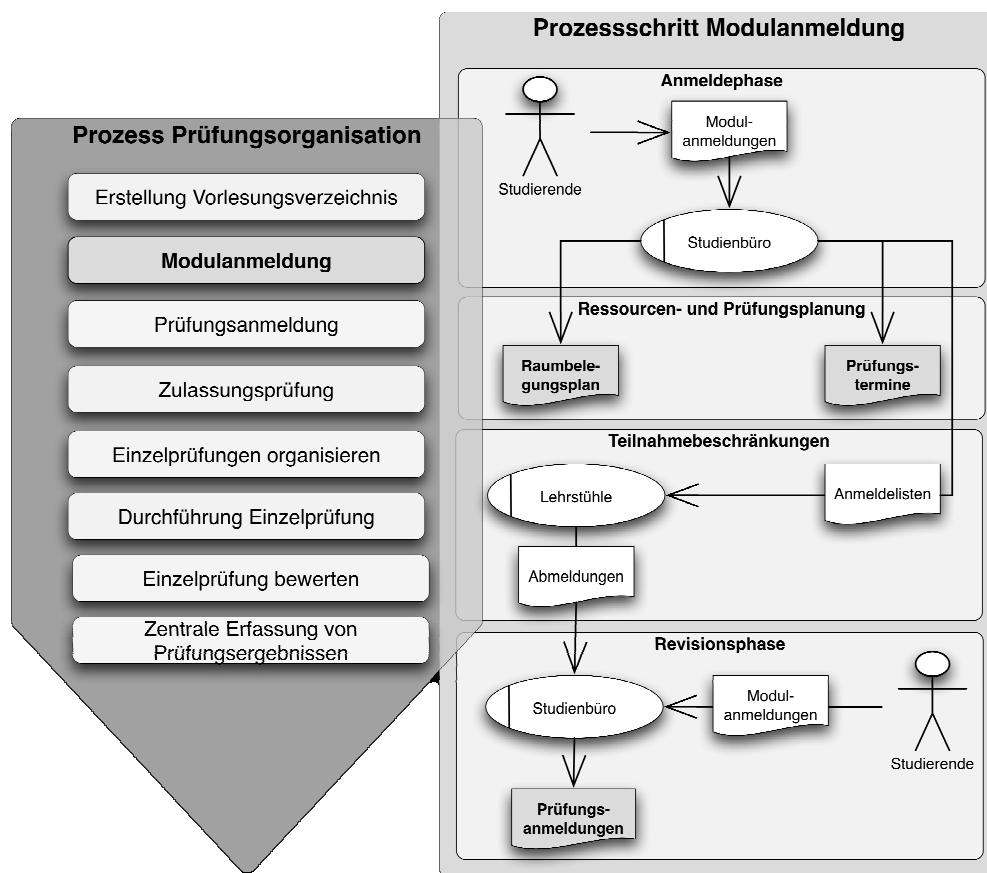 Prozess Prüfungsorganisation
Erstellung Vorlesungsverzeichnis
Modulanmeldung
Prüfungsanmeldung
Zulassungsprüfung
Einzelprüfungen organisieren
Durchführung Einzelprüfung
Einzelprüfung bewerten
Zentrale Erfassung von
Prüfungsergebnissen
Prozessschritt Modulanmeldung
Anmeldephase
Studierende
Modul-
anmeldungen
Studienbüro
Ressourcen- und Prüfungsplanung
Raumbele-
gungsplan
Prüfungs-
termine
Teilnahmebeschränkungen
Lehrstühle
Anmeldelisten
Abmeldungen
Revisionsphase
Studienbüro
Modul-
anmeldungen
Studierende
Prüfungs-
anmeldungen